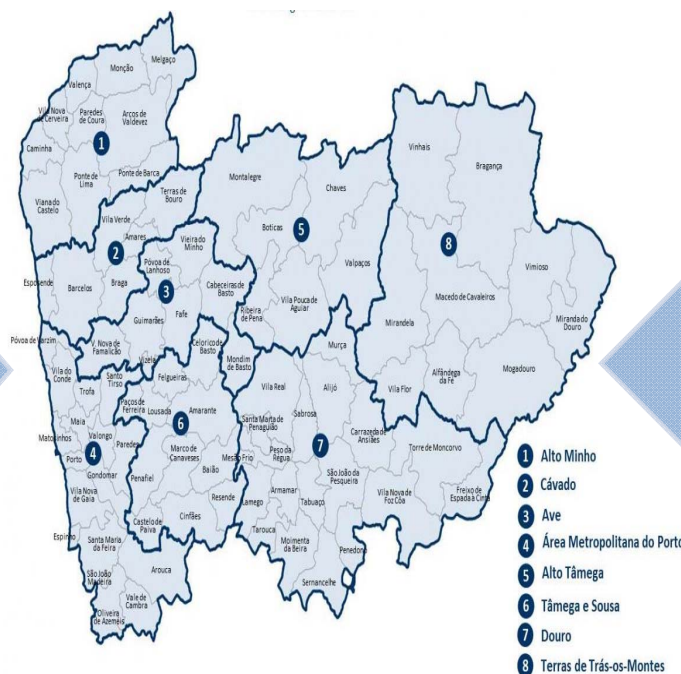 Melgaço
Monção
Valença
Vila Nova
de Cerveira
Paredes
de Coura
Arcos de
Valdevez
1
Caminha
Ponte de
Lima
Ponte da Barca
Viana do
Castelo
Terras de
Bouro
Vila Verde
Amares
2
Esposende
Barcelos
Braga
Vieira do
Minho
Póvoa de
Lanhoso
3
Cabeceiras de
Basto
Guimarães
Fafe
V. Nova de
Famalicão
Vizela
Celorico de
Basto
Mondim
de Basto
Montalegre
Chaves
Boticas
5
Valpaços
Vila Pouca de
Aguiar
Ribeira
de Pena
Vinhais
Bragança
8
Vimioso
Macedo de Cavaleiros
Miranda do
Douro
Mirandela
Mogadouro
Alfândega
da Fé
Vila Flor
Póvoa de Varzim
Vila do
Conde
Santo
Tirso
Trofa
Maia
Matosinhos
Valongo
Paredes
Porto
4
Gondomar
Vila Nova
de Gaia
Espinho
Santa Maria
da Feira
Arouca
São João
Madeira
Vale de
Cambra
Oliveira
de Azeméis
Felgueiras
Paços de
Ferreira
Lousada
Amarante
6
Marco de
Canaveses
Baião
Penafiel
Resende
Cinfães
Castelo de
Paiva
Murça
Vila Real
Alijó
Sabrosa
Santa Marta de
Penaguião
Carrazeda de
Ansiães
7
Mesão Frio
Peso da
Régua
Torre de Moncorvo
São João da
Pesqueira
Armamar
Tabuaço
Lamego
Vila Nova de
Foz Côa
Freixo de
Espada à Cinta
Tarouca
Moimenta
da Beira
Penedono
Sernancelhe
1 Alto Minho
2 Cávado
3 Ave
4 Área Metropolitana do Porto
5 Alto Tâmega
6 Tâmega e Sousa
7 Douro
8 Terras de Trás-os-Montes